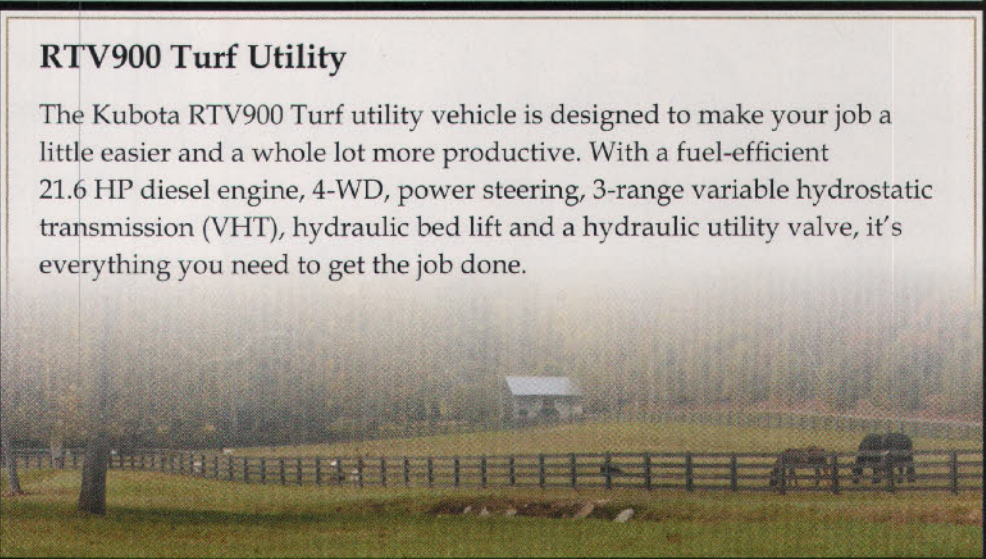 RTV900 Turf Utility
The Kubota RTV900 Turf utility vehicle is designed to make your job a
little easier and a whole lot more productive. With a fuel-efficient
21.6 HP diesel engine, 4-WD, power steering, 3-range variable hydrostatic
transmission (VHT), hydraulic bed lift and a hydraulic utility valve, it's
everything you need to get the job done.